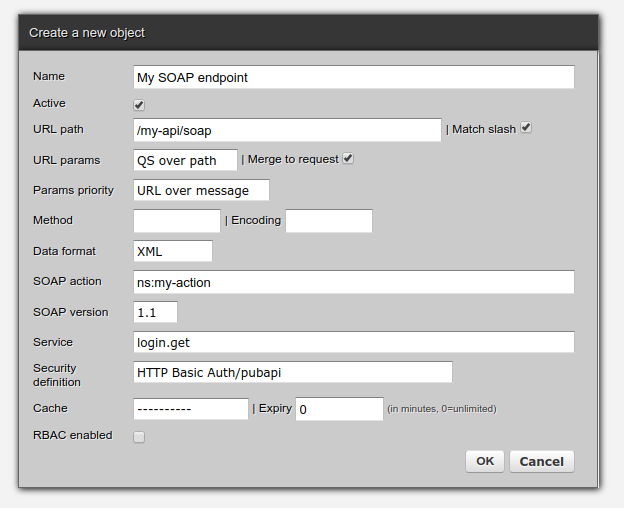 Create a new object
Name My SOAP endpoint
Active
URL path /my-api/soap | Match slash
URL params QS over path | Merge to request
Params priority URL over message
Method | Encoding
Data format XML
SOAP action ns:my-action
SOAP version 1.1
Service login.get
Security
definition HTTP Basic Auth/pubapi
Cache ---------- | Expiry 0 (in minutes, 0=unlimited)
RBAC enabled
OK Cancel